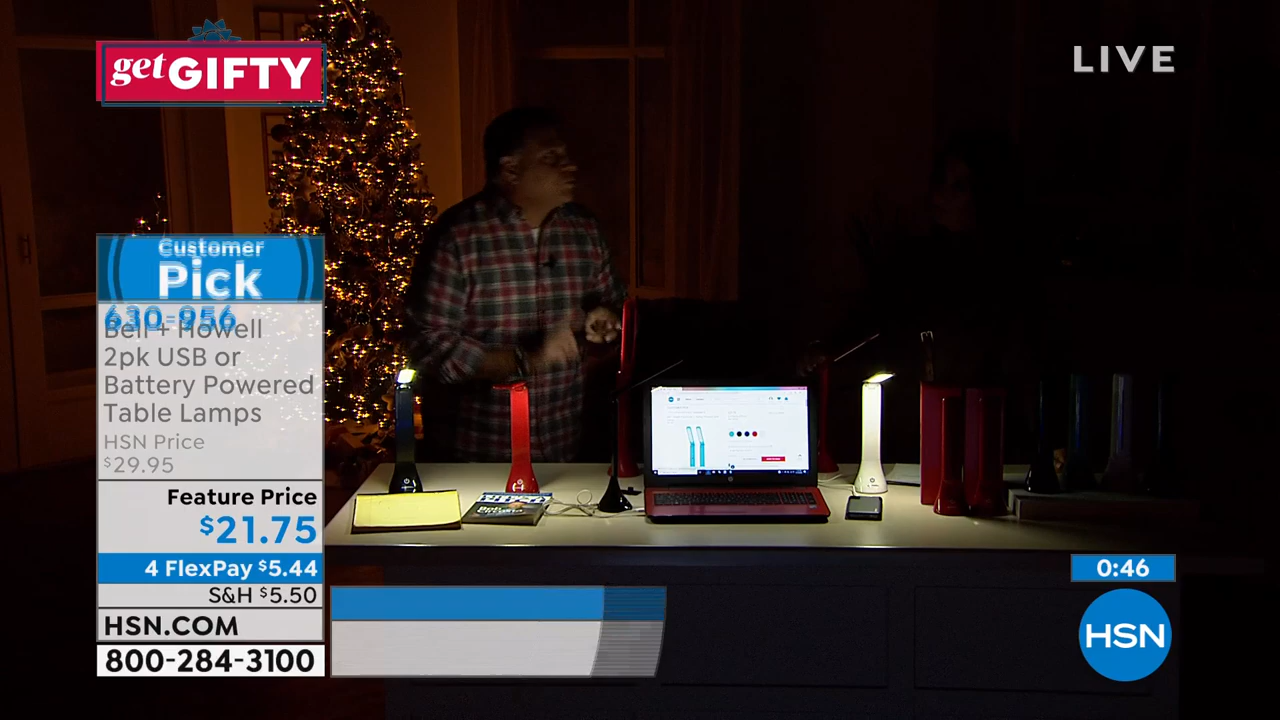 getGIFTY
LIVE
Customer
Pick
630-956
Bell + Howell
2pk USB or
Battery Powered
Table Lamps
HSN Price
$29.95
Feature Price
$21.75
4 FlexPay $5.44
S&H $5.50
HSN.COM
800-284-3100
0:46
HSN